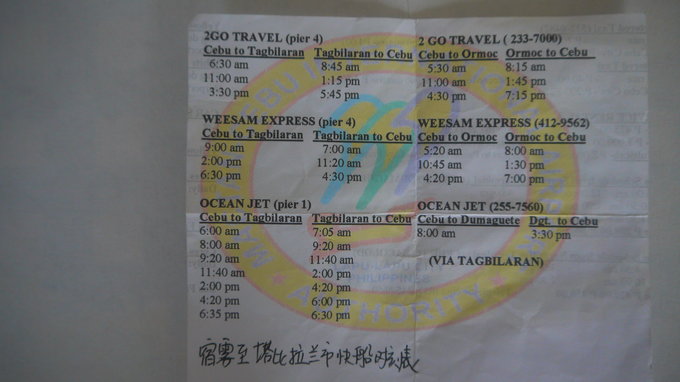 2GO TRAVEL (pier 4)
Cebu to Tagbilaran Tagbilaran to Cebu
6:30 am 8:45 am
11:00 am 1:15 pm
3:30 pm 5:45 pm
WEESAM EXPRESS (pier 4)
Cebu to Tagbilaran Tagbilaran to Cebu
9:00 am 7:00 am
2:00 pm 11:20 am
6:30 pm 4:30 pm
OCEAN JET (pier 1)
Cebu to Tagbilaran Tagbilaran to Cebu
6:00 am 7:05 am
8:00 am 9:20 am
9:20 am 11:40 am
11:40 am 2:00 pm
2:00 pm 4:20 pm
4:20 pm 6:00 pm
6:35 pm 6:30 pm
2 GO TRAVEL ( 233-7000)
Cebu to Ormoc Ormoc to Cebu
5:30 am 8:15 am
11:00 am 1:45 pm
4:30 pm 7:15 pm
WEESAM EXPRESS (412-9562)
Cebu to Ormoc Ormoc to Cebu
5:20 am 8:00 am
10:45 am 1:30 pm
4:20 pm 7:00 pm
OCEAN JET (255-7560)
Cebu to Dumaguete Dgt. to Cebu
8:00 am 3:30 pm
(VIA TAGBILARAN)
PHILIPPINES
AUTHORITY
宿雾至塔比拉兰市快船时刻表